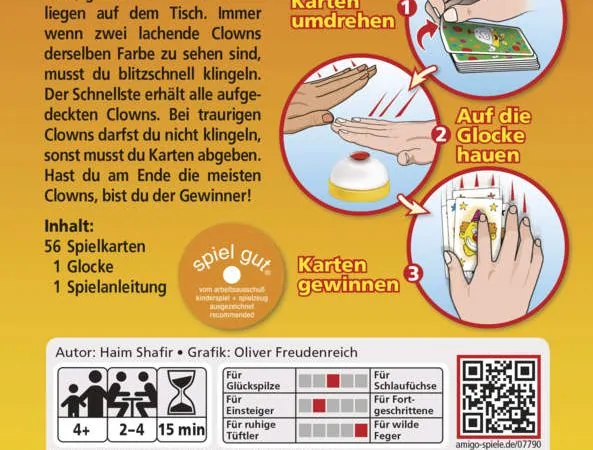 liegen auf dem Tisch. Immer
wenn zwei lachende Clowns
derselben Farbe zu sehen sind,
musst du blitzschnell klingeln.
Der Schnellste erhält alle aufge-
deckten Clowns. Bei traurigen
Clowns darfst du nicht klingeln,
sonst musst du Karten abgeben.
Hast du am Ende die meisten
Clowns, bist du der Gewinner!
Inhalt:
56 Spielkarten
1 Glocke
1 Spielanleitung
spiel gut®
vom arbeitsausschuß
kinderspiel + spielzeug
ausgezeichnet
recommended
Karten
umdrehen
1
2
Auf die
Glocke
hauen
Karten
gewinnen
3
Autor: Haim Shafir • Grafik: Oliver Freudenreich
4+
2–4
15 min
Für
Glückspilze
Für
Schlaufüchse
Für
Einsteiger
Für Fort-
geschrittene
Für ruhige
Tüftler
Für wilde
Feger
amigo-spiele.de/07790